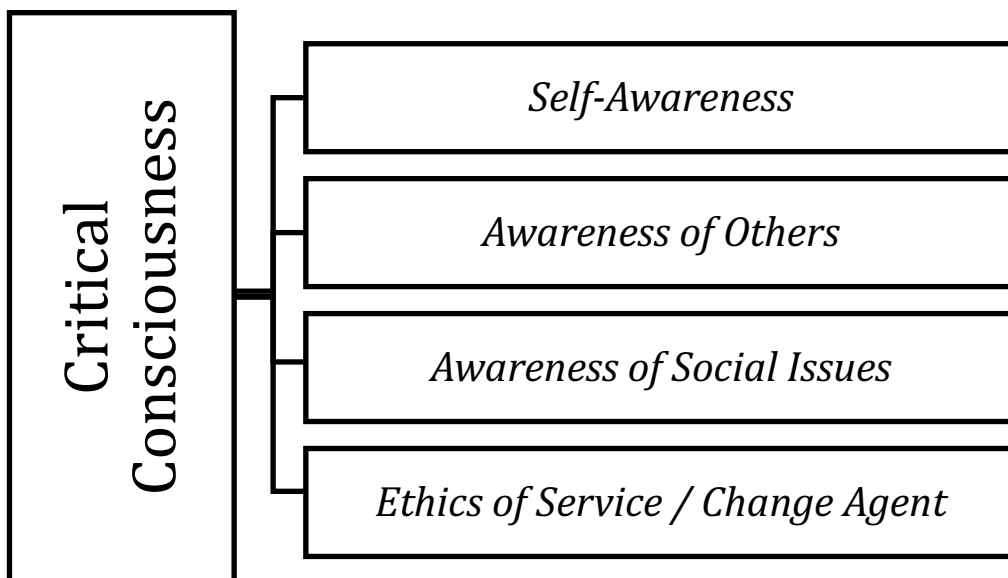 Critical
Consciousness
Self-Awareness
Awareness of Others
Awareness of Social Issues
Ethics of Service / Change Agent